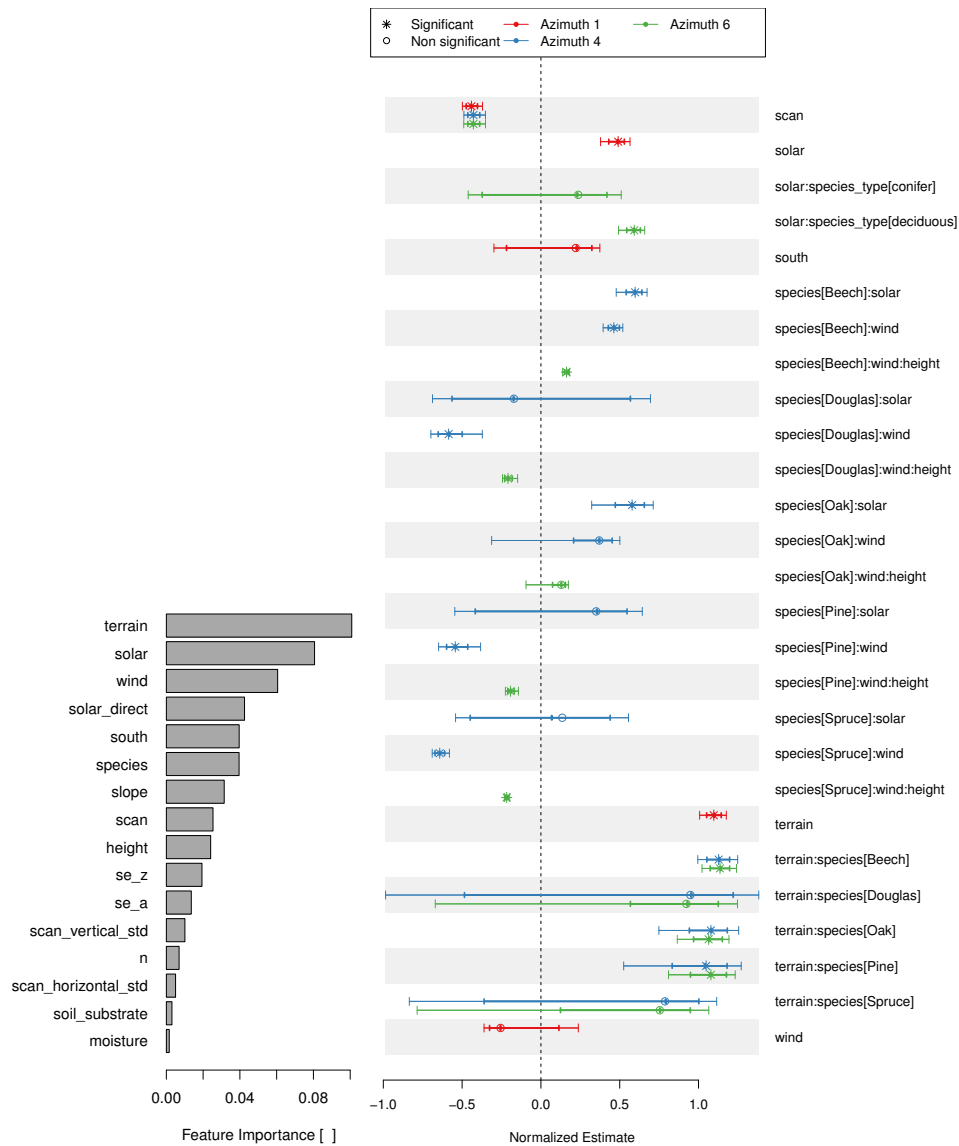 Significant
Non significant
Azimuth 1
Azimuth 4
Azimuth 6
scan
solar
solar:species_type[conifer]
solar:species_type[deciduous]
south
species[Beech]:solar
species[Beech]:wind
species[Beech]:wind:height
species[Douglas]:solar
species[Douglas]:wind
species[Douglas]:wind:height
species[Oak]:solar
species[Oak]:wind
species[Oak]:wind:height
species[Pine]:solar
species[Pine]:wind
species[Pine]:wind:height
species[Spruce]:solar
species[Spruce]:wind
species[Spruce]:wind:height
terrain
terrain:species[Beech]
terrain:species[Douglas]
terrain:species[Oak]
terrain:species[Pine]
terrain:species[Spruce]
wind
−1.0 −0.5 0.0 0.5 1.0
Normalized Estimate
terrain
solar
wind
solar_direct
south
species
slope
scan
height
se_z
se_a
scan_vertical_std
n
scan_horizontal_std
soil_substrate
moisture
0.00 0.04 0.08
Feature Importance [ ]